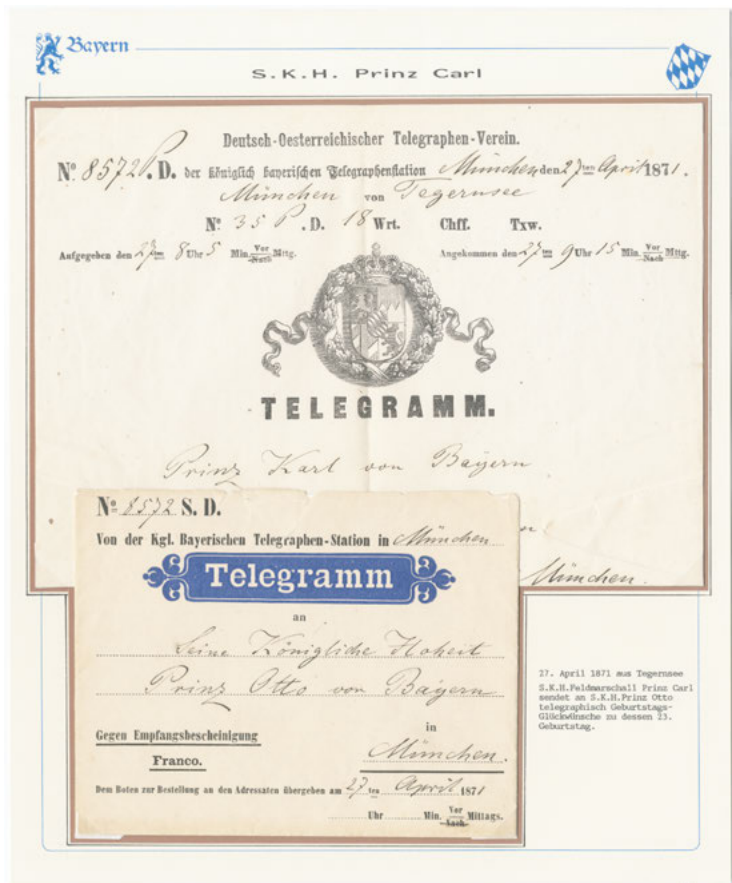 Bayern
S.K.H. Prinz Carl
Deutsch-Oesterreichischer Telegraphen-Verein.
No. 8572 P. D. der königlich bayerischen Telegraphenstation München den 27ten April 1871.
München von Tegernsee
No 35 P. D. 18 Wrt. Chff. Txw.
Aufgegeben den 27ten 8 Uhr 5 Min. Vor/Nach Mttg. Angekommen den 27ten 9 Uhr 15 Min. Vor/Nach Mttg.
TELEGRAMM.
Prinz Karl von Bayern
München.
No 8572 S. D.
Von der Kgl. Bayerischen Telegraphen-Station in München
Telegramm
an
Seine Königliche Hoheit
Prinz Otto von Bayern
Gegen Empfangsbescheinigung
Franco.
in
München.
Dem Boten zur Bestellung an den Adressaten übergeben am 27ten April 1871
Uhr Min. Vor/Nach Mittags.
27. April 1871 aus Tegernsee
S.K.H.Feldmarschall Prinz Carl
sendet an S.K.H.Prinz Otto
telegraphisch Geburtstags-
Glückwünsche zu dessen 23.
Geburtstag.